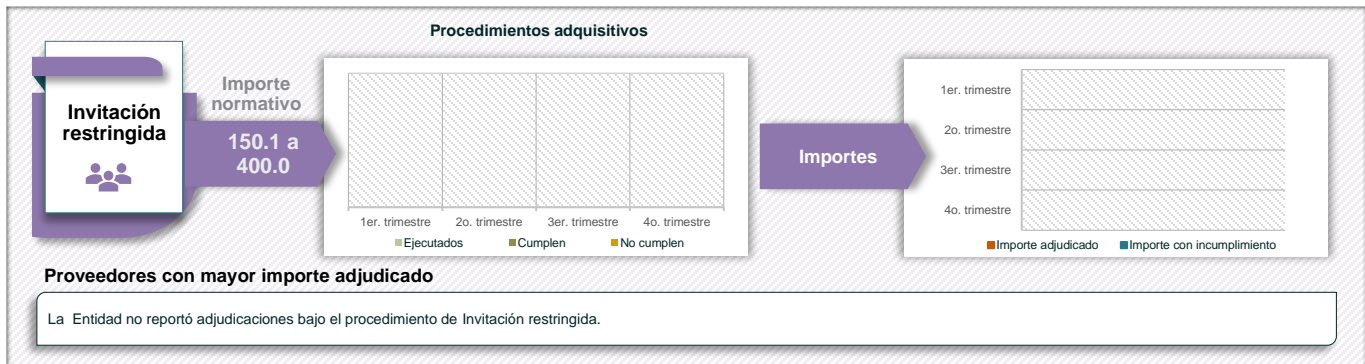 Procedimientos adquisitivos
Invitación
restringida
Importe
normativo
150.1 a
400.0
1er. trimestre 2o. trimestre 3er. trimestre 4o. trimestre
Ejecutados Cumplen No cumplen
Importes
1er. trimestre
2o. trimestre
3er. trimestre
4o. trimestre
Importe adjudicado Importe con incumplimiento
Proveedores con mayor importe adjudicado
La Entidad no reportó adjudicaciones bajo el procedimiento de Invitación restringida.